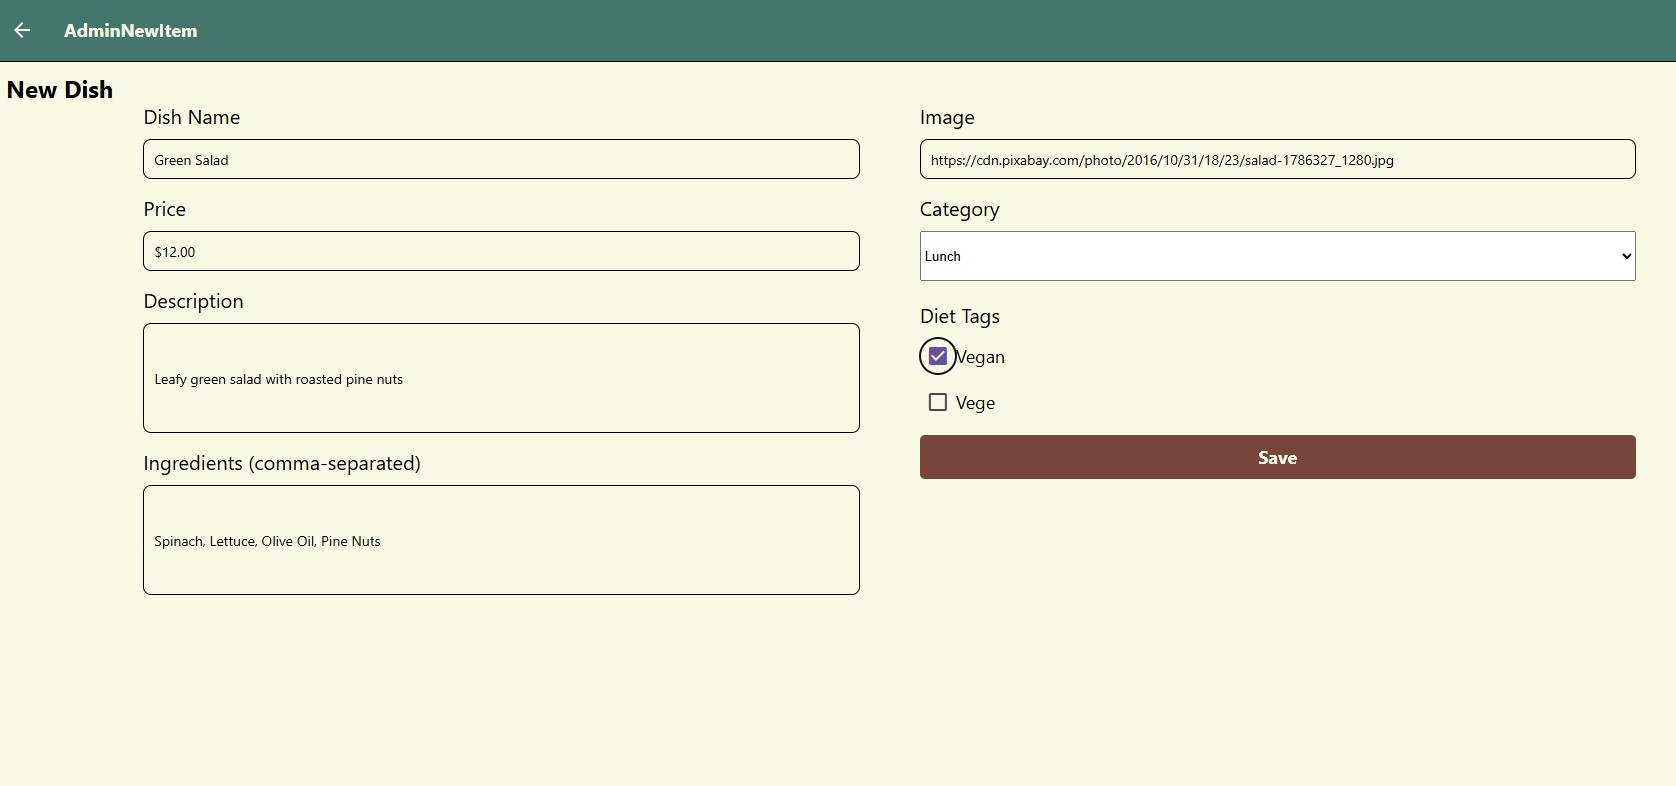 AdminNewItem
New Dish
Dish Name
Green Salad
Price
$12.00
Description
Leafy green salad with roasted pine nuts
Ingredients (comma-separated)
Spinach, Lettuce, Olive Oil, Pine Nuts
Image
https://cdn.pixabay.com/photo/2016/10/31/18/23/salad-1786327_1280.jpg
Category
Lunch
Diet Tags
Vegan
Vege
Save